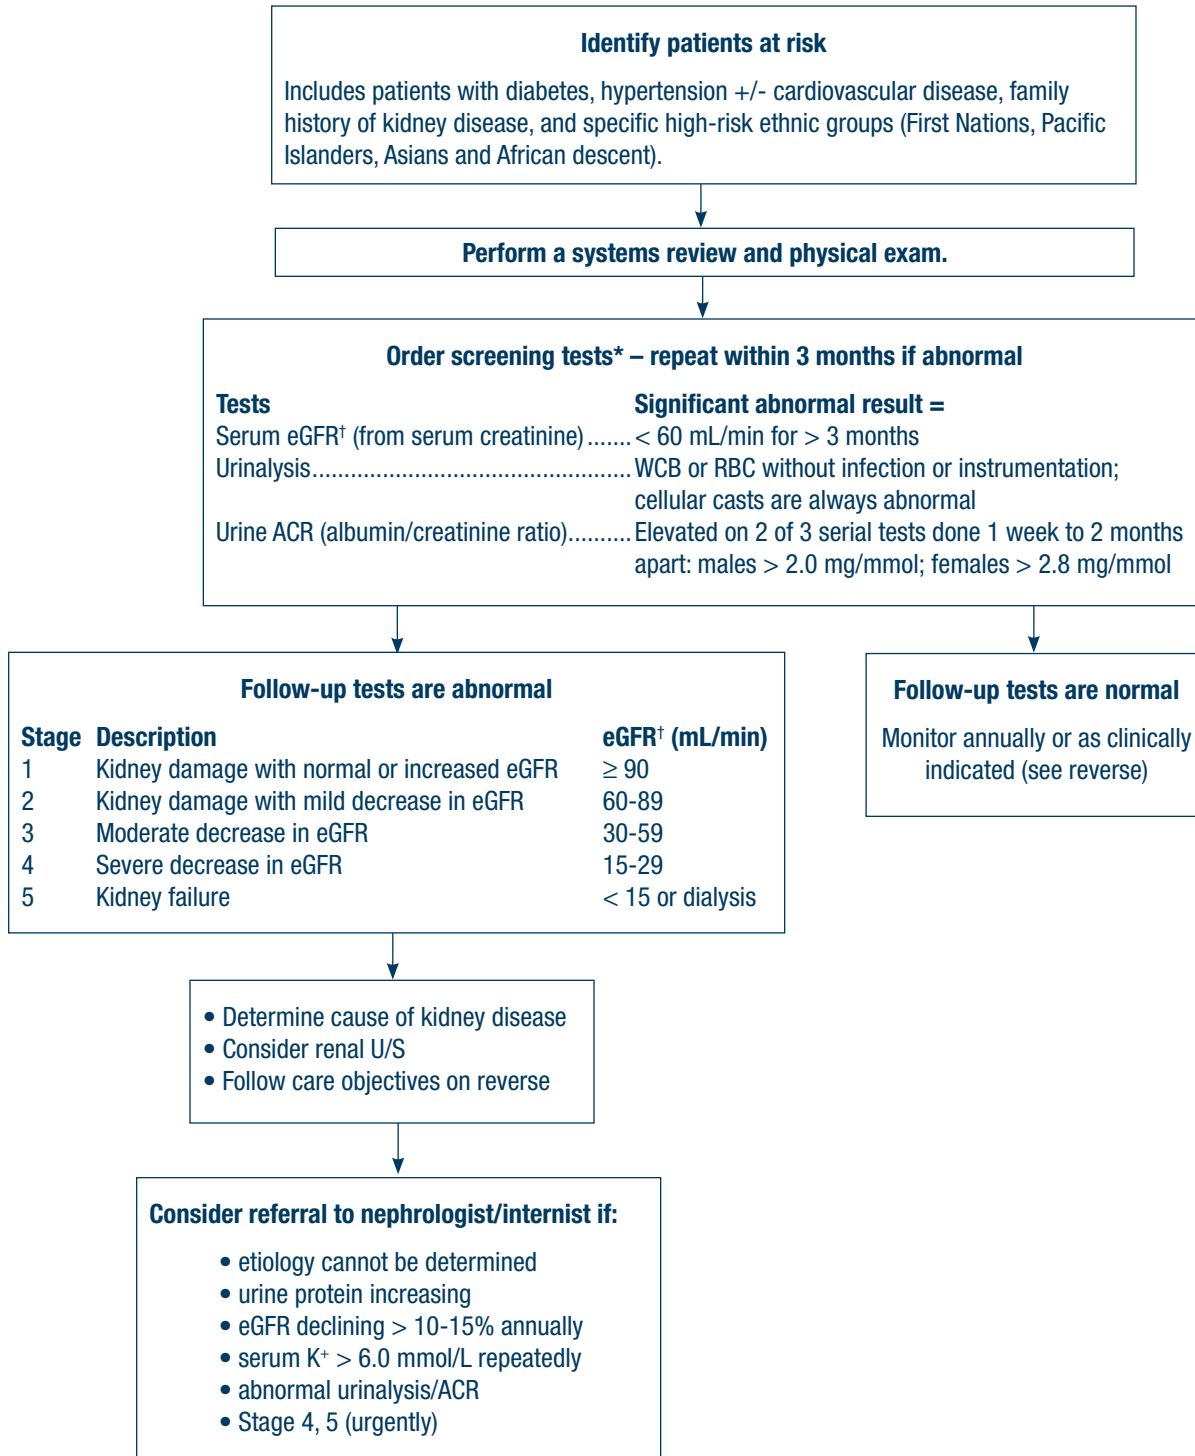 Identify patients at risk
Includes patients with diabetes, hypertension +/- cardiovascular disease, family
history of kidney disease, and specific high-risk ethnic groups (First Nations, Pacific
Islanders, Asians and African descent).
Perform a systems review and physical exam.
Order screening tests* – repeat within 3 months if abnormal
Tests Significant abnormal result =
Serum eGFR† (from serum creatinine) ....... < 60 mL/min for > 3 months
Urinalysis.................................................. WCB or RBC without infection or instrumentation;
cellular casts are always abnormal
Urine ACR (albumin/creatinine ratio).......... Elevated on 2 of 3 serial tests done 1 week to 2 months
apart: males > 2.0 mg/mmol; females > 2.8 mg/mmol
Follow-up tests are abnormal
Stage Description eGFR† (mL/min)
1 Kidney damage with normal or increased eGFR ≥ 90
2 Kidney damage with mild decrease in eGFR 60-89
3 Moderate decrease in eGFR 30-59
4 Severe decrease in eGFR 15-29
5 Kidney failure < 15 or dialysis
Follow-up tests are normal
Monitor annually or as clinically
indicated (see reverse)
• Determine cause of kidney disease
• Consider renal U/S
• Follow care objectives on reverse
Consider referral to nephrologist/internist if:
• etiology cannot be determined
• urine protein increasing
• eGFR declining > 10-15% annually
• serum K+ > 6.0 mmol/L repeatedly
• abnormal urinalysis/ACR
• Stage 4, 5 (urgently)